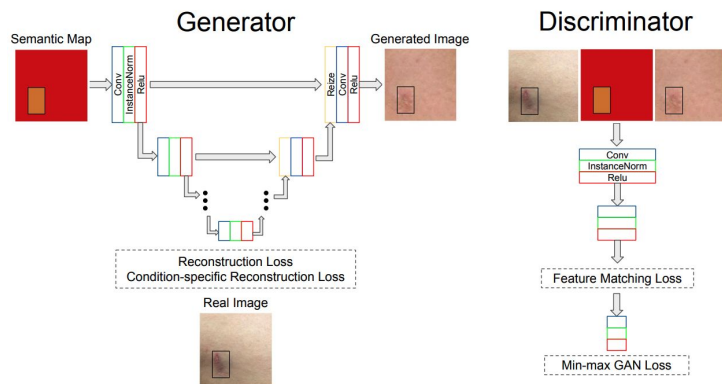 Generator
Discriminator
Semantic Map
Generated Image
Conv
InstanceNorm
Relu
Reize
Conv
Relu
Conv
InstanceNorm
Relu
Reconstruction Loss
Condition-specific Reconstruction Loss
Feature Matching Loss
Real Image
Min-max GAN Loss